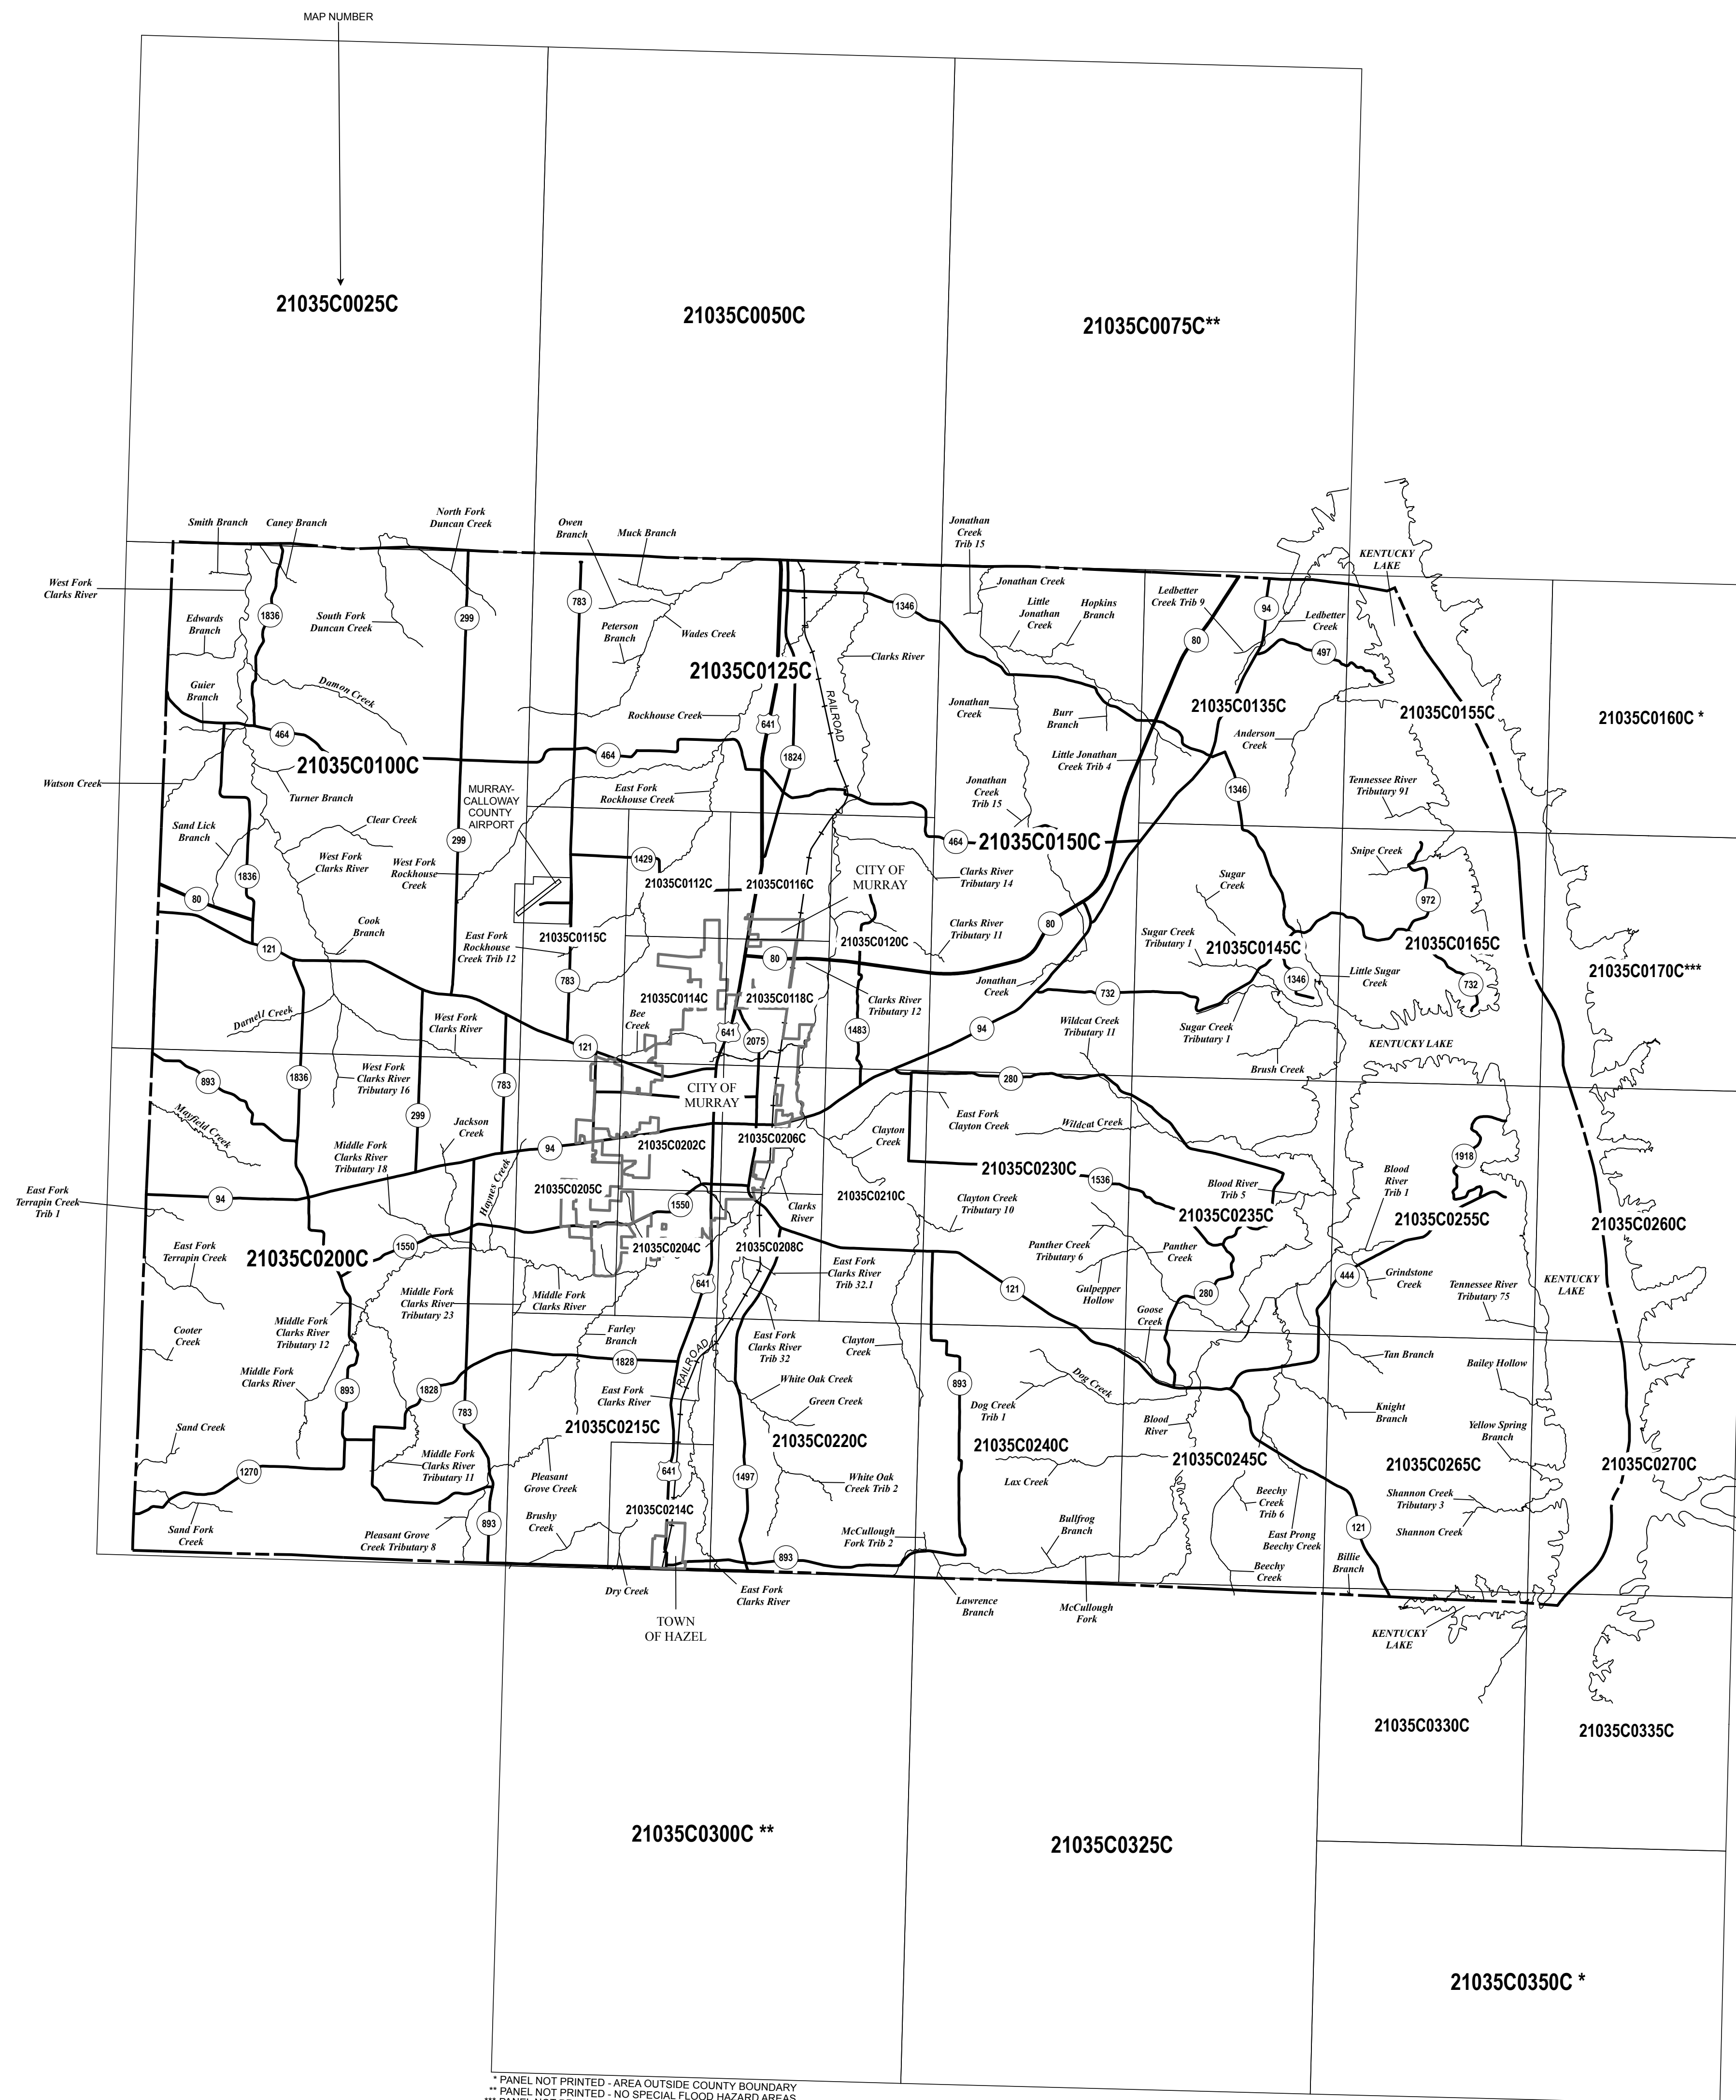 MAP NUMBER
21035C0025C
21035C0050C
21035C0075C**
Smith Branch
Caney Branch
North Fork
Duncan Creek
Owen
Branch
Muck Branch
Jonathan
Creek
Trib 15
KENTUCKY
LAKE
West Fork
Clarks River
Edwards
Branch
1836
South Fork
Duncan Creek
299
783
Peterson
Branch
Wades Creek
1346
Jonathan Creek
Little
Jonathan
Creek
Hopkins
Branch
Ledbetter
Creek Trib 9
94
Ledbetter
Creek
80
497
Clarks River
21035C0125C
Guier
Branch
Damon Creek
Rockhouse Creek
641
RAILROAD
Jonathan
Creek
Burr
Branch
21035C0135C
21035C0155C
21035C0160C *
464
21035C0100C
464
1824
Anderson
Creek
Little Jonathan
Creek Trib 4
Watson Creek
Turner Branch
MURRAY-
CALLOWAY
COUNTY
AIRPORT
East Fork
Rockhouse Creek
Jonathan
Creek
Trib 15
1346
Tennessee River
Tributary 91
Sand Lick
Branch
Clear Creek
299
464
21035C0150C
West Fork
Clarks River
West Fork
Rockhouse
Creek
1429
21035C0112C
21035C0116C
CITY OF
MURRAY
Clarks River
Tributary 14
Snipe Creek
1836
Sugar
Creek
972
80
Cook
Branch
121
East Fork
Rockhouse
Creek Trib 12
21035C0115C
21035C0120C
Clarks River
Tributary 11
80
Sugar Creek
Tributary 1
21035C0145C
21035C0165C
80
783
21035C0114C
21035C0118C
Clarks River
Tributary 12
Jonathan
Creek
732
1346
Little Sugar
Creek
732
21035C0170C***
Darnell Creek
West Fork
Clarks River
Bee
Creek
641
2075
1483
94
Wildcat Creek
Tributary 11
Sugar Creek
Tributary 1
KENTUCKY LAKE
121
893
1836
West Fork
Clarks River
Tributary 16
783
CITY OF
MURRAY
280
Brush Creek
Mayfield Creek
299
Jackson
Creek
East Fork
Clayton Creek
Wildcat Creek
Middle Fork
Clarks River
Tributary 18
94
21035C0202C
21035C0206C
Clayton
Creek
1918
East Fork
Terrapin Creek
Trib 1
94
Haynes Creek
21035C0205C
1550
Clarks
River
21035C0210C
21035C0230C
1536
Clayton Creek
Tributary 10
Blood River
Trib 5
Blood
River
Trib 1
21035C0235C
21035C0255C
21035C0260C
East Fork
Terrapin Creek
21035C0200C
1550
21035C0204C
21035C0208C
Panther Creek
Tributary 6
Panther
Creek
East Fork
Clarks River
Trib 32.1
641
121
Gulpepper
Hollow
280
444
Grindstone
Creek
Tennessee River
Tributary 75
KENTUCKY
LAKE
Middle Fork
Clarks River
Tributary 23
Middle Fork
Clarks River
Goose
Creek
Cooter
Creek
Middle Fork
Clarks River
Tributary 12
Farley
Branch
East Fork
Clarks River
Trib 32
Clayton
Creek
Middle Fork
Clarks River
893
1828
1828
RAILROAD
White Oak Creek
893
Dog Creek
Trib 1
Dog Creek
Tan Branch
Bailey Hollow
783
East Fork
Clarks River
Green Creek
Knight
Branch
Sand Creek
21035C0215C
21035C0220C
21035C0240C
Blood
River
21035C0245C
Yellow Spring
Branch
1270
Middle Fork
Clarks River
Tributary 11
Pleasant
Grove Creek
641
1497
White Oak
Creek Trib 2
Lax Creek
21035C0265C
21035C0270C
Beechy
Creek
Trib 6
Shannon Creek
Tributary 3
Sand Fork
Creek
893
Brushy
Creek
21035C0214C
McCullough
Fork Trib 2
Bullfrog
Branch
East Prong
Beechy Creek
121
Shannon Creek
Pleasant Grove
Creek Tributary 8
893
Billie
Branch
Beechy
Creek
Dry Creek
East Fork
Clarks River
Lawrence
Branch
McCullough
Fork
TOWN
OF HAZEL
KENTUCKY
LAKE
21035C0330C
21035C0335C
21035C0300C **
21035C0325C
21035C0350C *
* PANEL NOT PRINTED - AREA OUTSIDE COUNTY BOUNDARY
** PANEL NOT PRINTED - NO SPECIAL FLOOD HAZARD AREAS